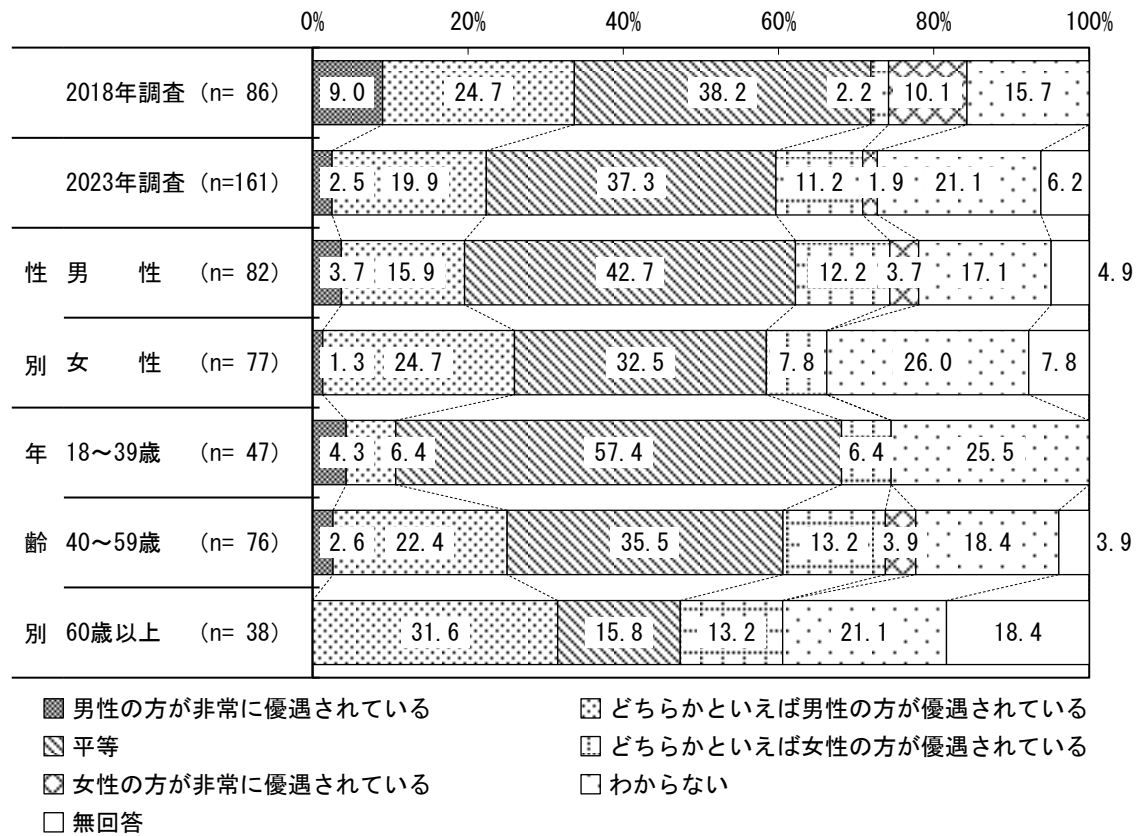 0% 20% 40% 60% 80% 100%
2018年調査 (n= 86) 9.0 24.7 38.2 2.2 10.1 15.7
2023年調査 (n=161) 2.5 19.9 37.3 11.2 1.9 21.1 6.2
性 男 性 (n= 82) 3.7 15.9 42.7 12.2 3.7 17.1 4.9
別 女 性 (n= 77) 1.3 24.7 32.5 7.8 26.0 7.8
年 18～39歳 (n= 47) 4.3 6.4 57.4 6.4 25.5
齢 40～59歳 (n= 76) 2.6 22.4 35.5 13.2 3.9 18.4 3.9
別 60歳以上 (n= 38) 31.6 15.8 13.2 21.1 18.4
男性の方が非常に優遇されている どちらかといえば男性の方が優遇されている
平等 どちらかといえば女性の方が優遇されている
女性の方が非常に優遇されている わからない
無回答